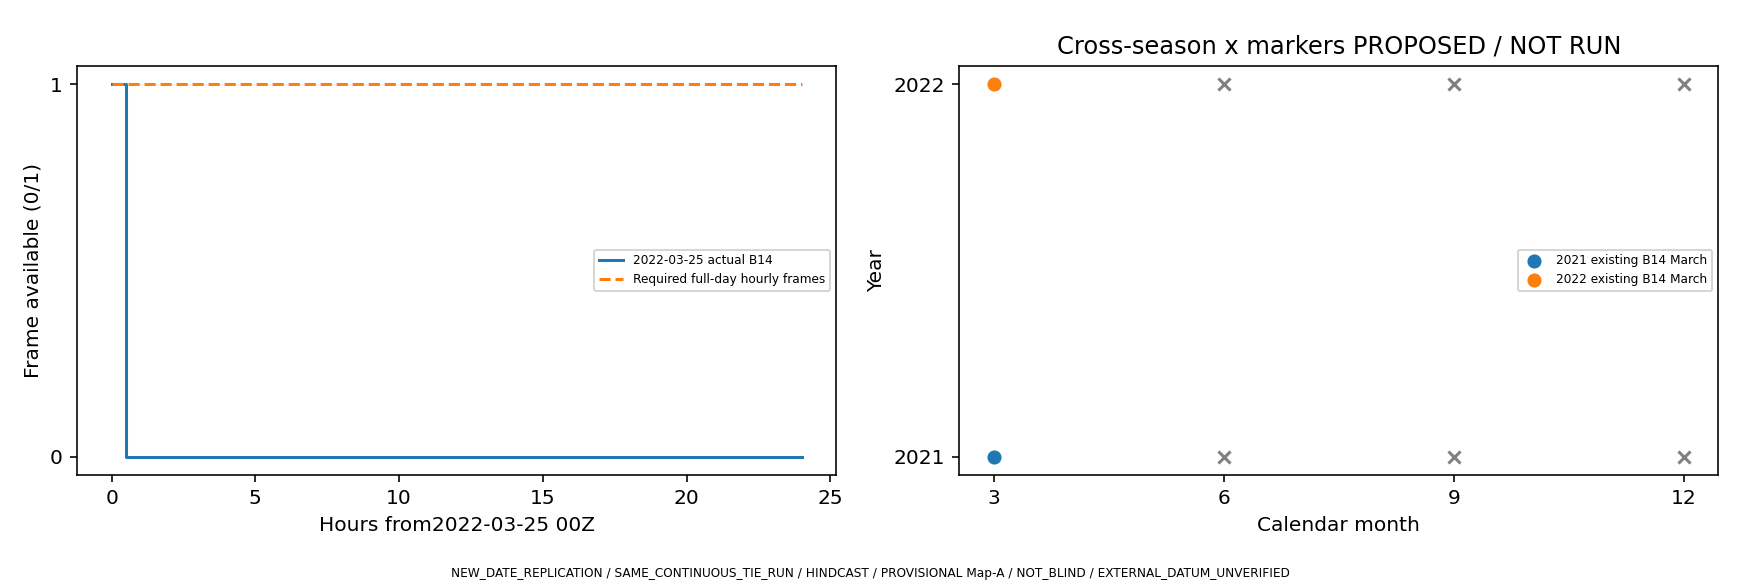 Cross-season x markers PROPOSED / NOT RUN
Frame available (0/1)
1
0
2022-03-25 actual B14
Required full-day hourly frames
0 5 10 15 20 25
Hours from2022-03-25 00Z
Year
2022
2021
2021 existing B14 March
2022 existing B14 March
3 6 9 12
Calendar month
NEW_DATE_REPLICATION / SAME_CONTINUOUS_TIE_RUN / HINDCAST / PROVISIONAL Map-A / NOT_BLIND / EXTERNAL_DATUM_UNVERIFIED